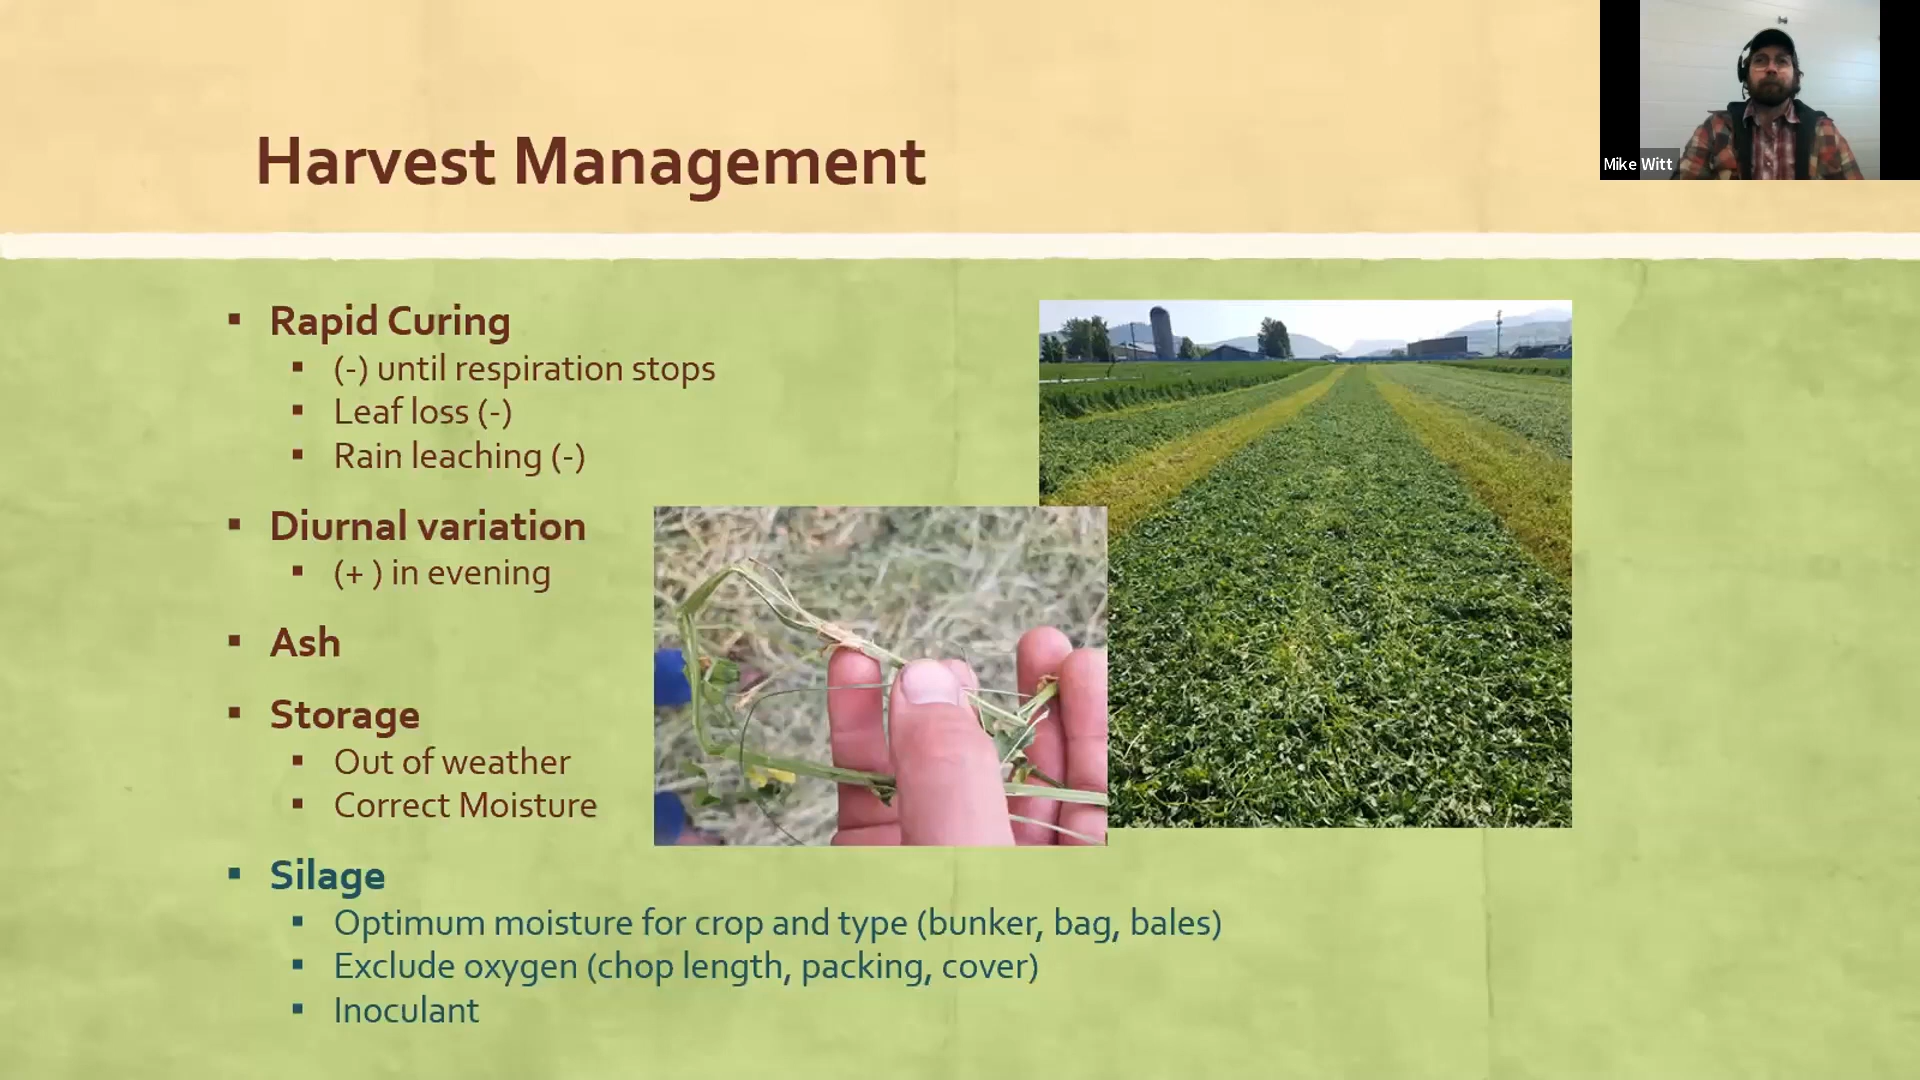 Harvest Management
Mike Witt
▪ Rapid Curing
▪ (-) until respiration stops
▪ Leaf loss (-)
▪ Rain leaching (-)
▪ Diurnal variation
▪ (+ ) in evening
▪ Ash
▪ Storage
▪ Out of weather
▪ Correct Moisture
▪ Silage
▪ Optimum moisture for crop and type (bunker, bag, bales)
▪ Exclude oxygen (chop length, packing, cover)
▪ Inoculant